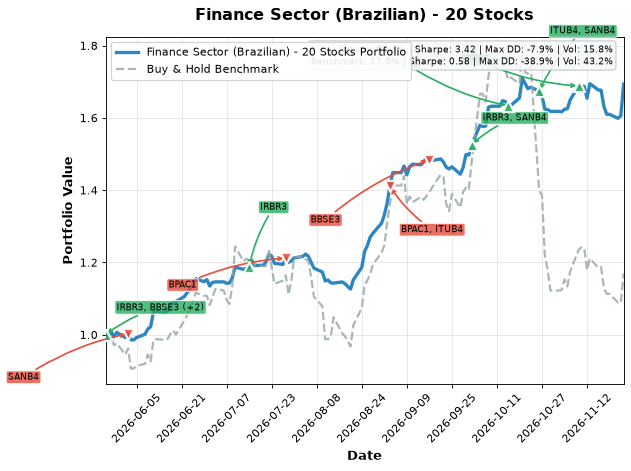 Finance Sector (Brazilian) - 20 Stocks
ITUB4, SANB4
Finance Sector (Brazilian) - 20 Stocks Portfolio
Buy & Hold Benchmark
Sharpe: 3.42 | Max DD: -7.9% | Vol: 15.8%
Benchmark: 17.0% | Sharpe: 0.58 | Max DD: -38.9% | Vol: 43.2%
IRBR3, SANB4
IRBR3
BBSE3
BPAC1, ITUB4
BPAC1
IRBR3, BBSE3 (+2)
SANB4
Portfolio Value
1.8
1.6
1.4
1.2
1.0
2026-06-05
2026-06-21
2026-07-07
2026-07-23
2026-08-08
2026-08-24
2026-09-09
2026-09-25
2026-10-11
2026-10-27
2026-11-12
Date